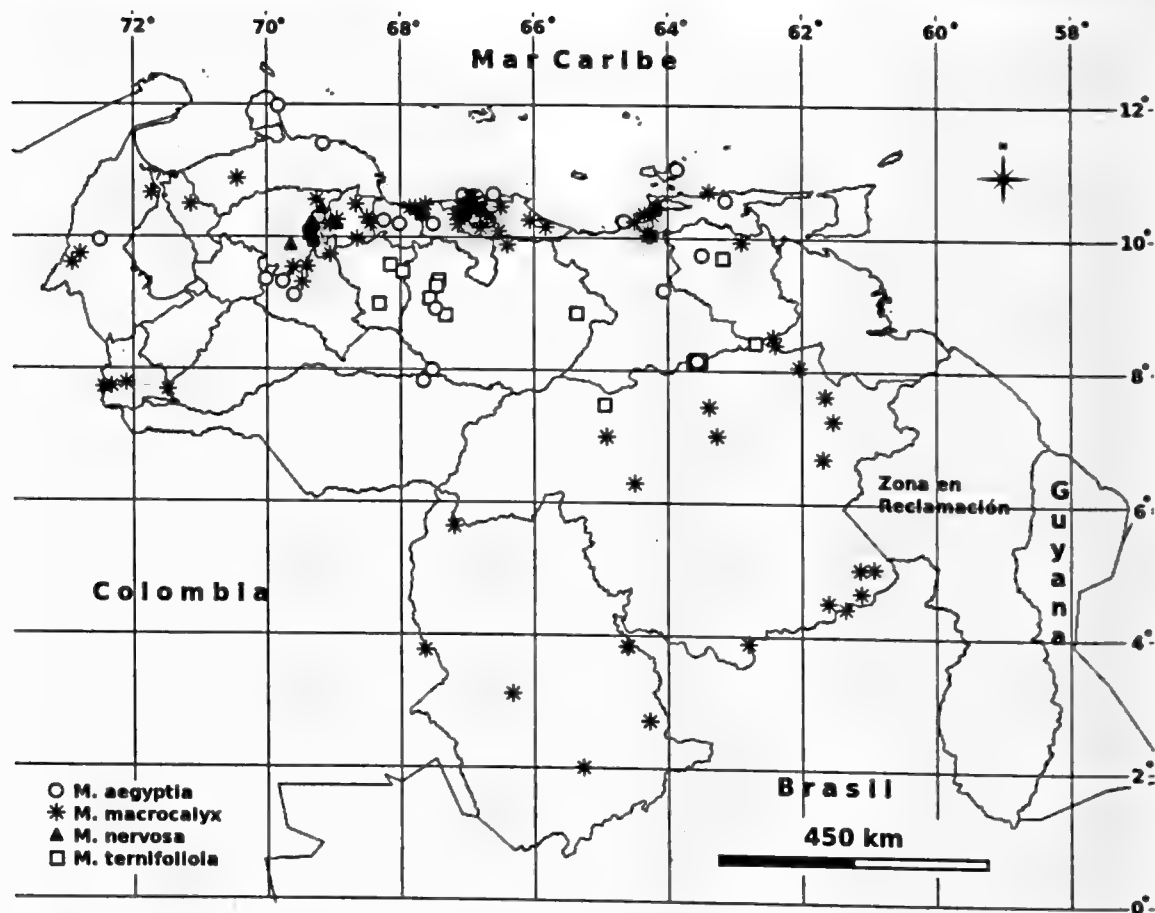 72° 70° 68° 66° 64° 62° 60° 58°
Mar Caribe
12°
10°
8°
Zona en
Reclamación
6°
Guyana
Colombia
4°
Brasil
2°
M. aegyptia
M. macrocalyx
M. nervosa
M. ternifoliola
450 km
0°